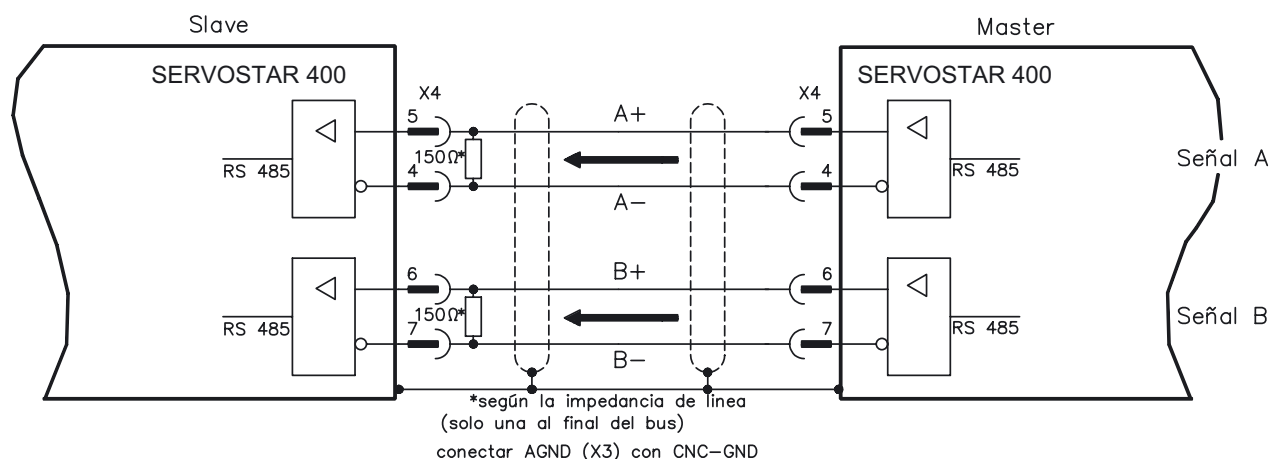 Slave
Master
SERVOSTAR 400
SERVOSTAR 400
X4
X4
5
A+
5
150Ω*
RS 485
RS 485
Señal A
4
A-
4
6
B+
6
150Ω*
RS 485
RS 485
Señal B
7
B-
7
*según la impedancia de linea
(solo una al final del bus)
conectar AGND (X3) con CNC-GND